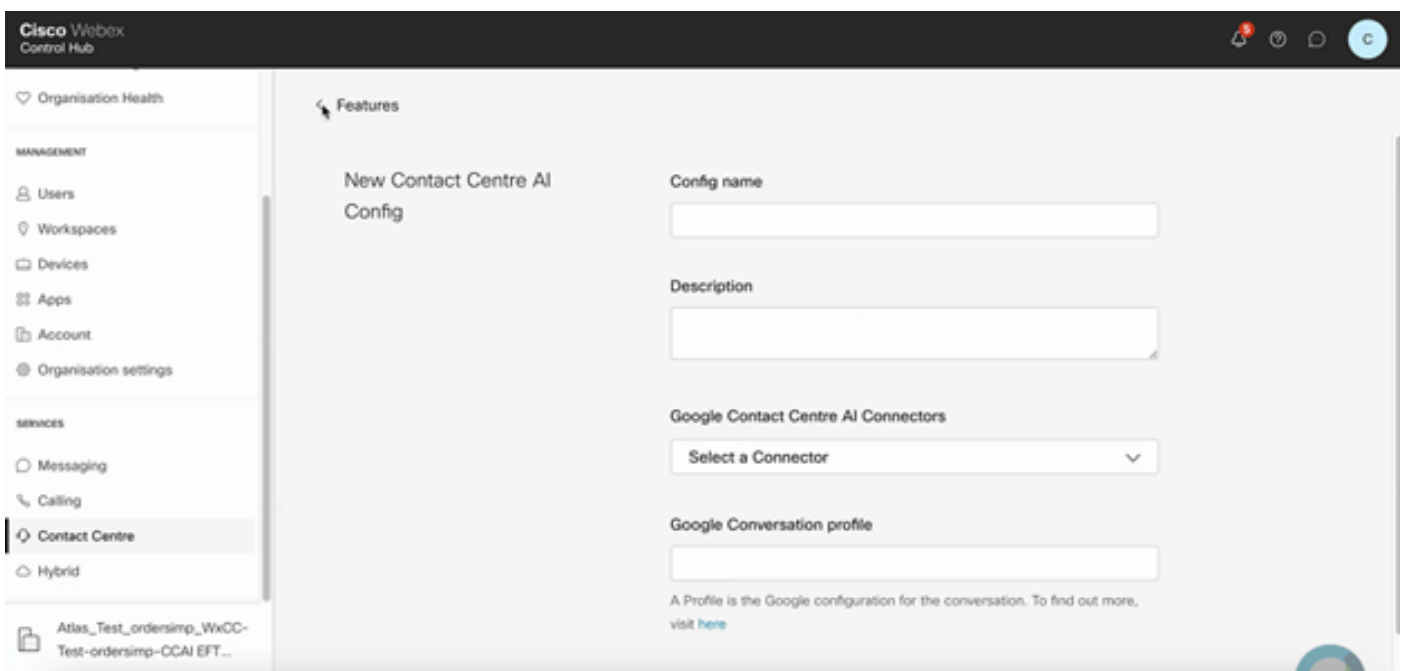 Cisco Webex
Control Hub
5
C
Organisation Health
MANAGEMENT
Users
Workspaces
Devices
Apps
Account
Organisation settings
SERVICES
Messaging
Calling
Contact Centre
Hybrid
Atlas_Test_ordersimp_WxCC-
Test-ordersimp-CCAI EFT...
Features
New Contact Centre AI
Config
Config name
Description
Google Contact Centre AI Connectors
Select a Connector
Google Conversation profile
A Profile is the Google configuration for the conversation. To find out more,
visit here